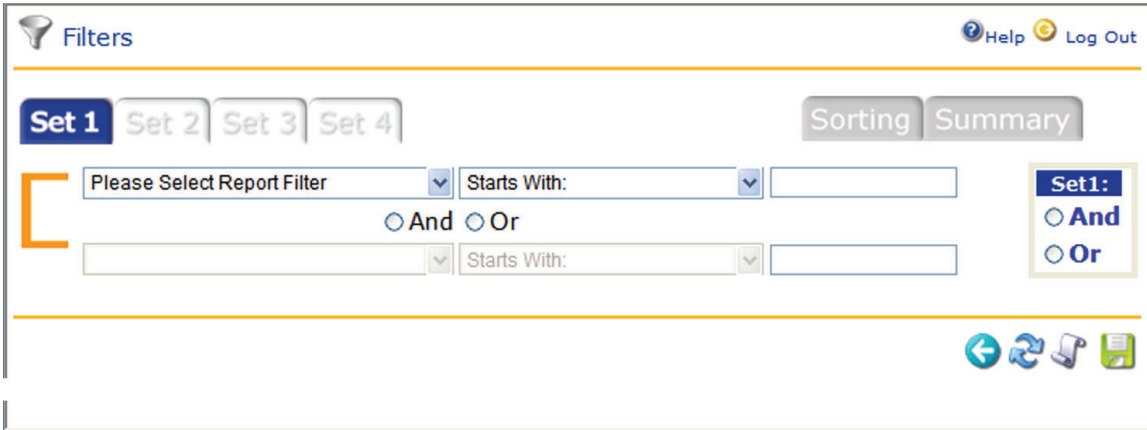 Filters Help Log Out
Set 1 Set 2 Set 3 Set 4 Sorting Summary
Please Select Report Filter Starts With: Set1:
And Or And
Starts With: Or